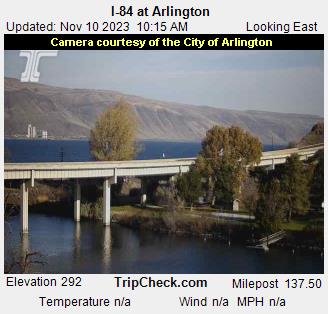 I-84 at Arlington
Updated: Nov 10 2023 10:15 AM Looking East
Camera courtesy of the City of Arlington
Elevation 292 TripCheck.com Milepost 137.50
Temperature n/a Wind n/a MPH n/a